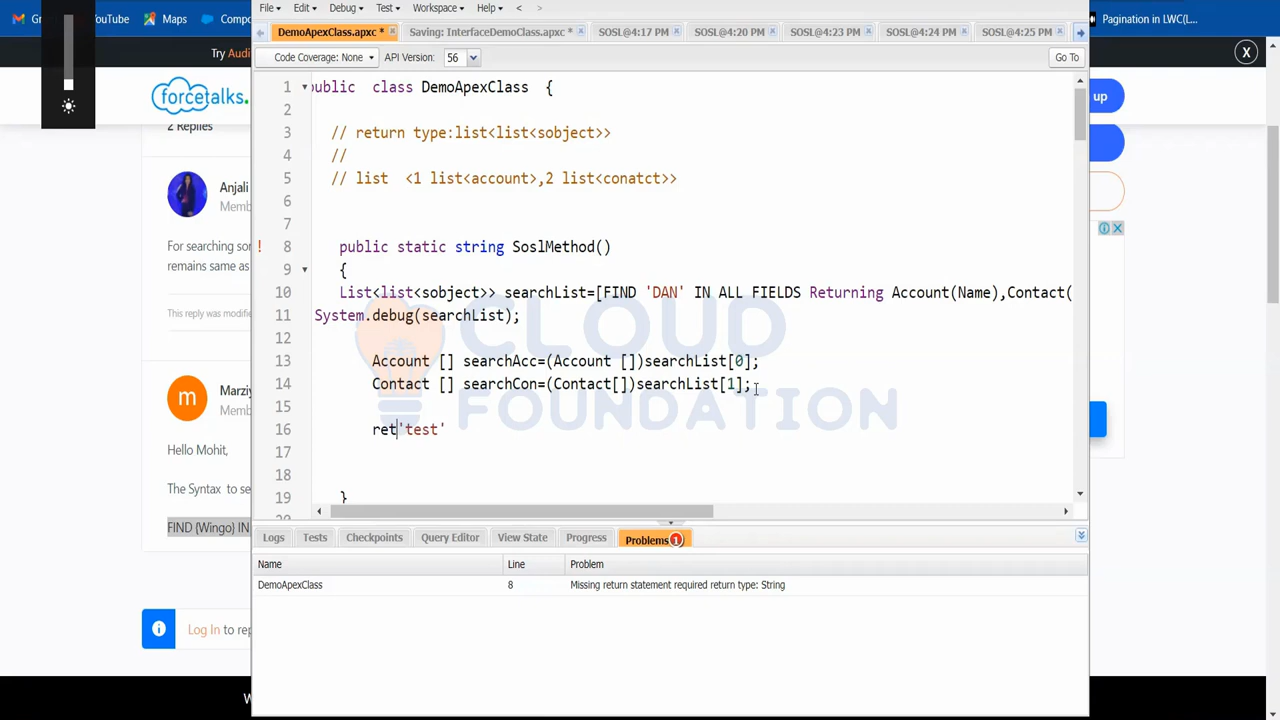 File Edit Debug Test Workspace Help < >
YouTube Maps Pagination in LWC(L...
DemoApexClass.apxc * Saving: InterfaceDemoClass.apxc * SOSL@4:17 PM SOSL@4:20 PM SOSL@4:23 PM SOSL@4:24 PM SOSL@4:25 PM
Try Audi X
Code Coverage: None API Version: 56 Go To
forcetalks. up
2 Replies
Anjali
Memb
For searching sor
remains same as
This reply was modifie
Marziy
Memb
Hello Mohit,
The Syntax to se
FIND {Wingo} IN
Log In to rep
1 public class DemoApexClass {
2
3 // return type:list<list<sobject>>
4 //
5 // list <1 list<account>,2 list<conatct>>
6
7
8 public static string SoslMethod()
9 {
10 List<list<sobject>> searchList=[FIND 'DAN' IN ALL FIELDS Returning Account(Name),Contact(
11 System.debug(searchList);
12
13 Account [] searchAcc=(Account [])searchList[0];
14 Contact [] searchCon=(Contact[])searchList[1];
15
16 ret'test'
17
18
19 }
CLOUD
FOUNDATION
Logs Tests Checkpoints Query Editor View State Progress Problems 1
Name Line Problem
DemoApexClass 8 Missing return statement required return type: String